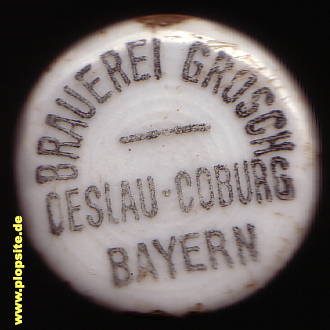 BRAUEREI GROSCH
OESLAU-COBURG
BAYERN
www.plopsite.de